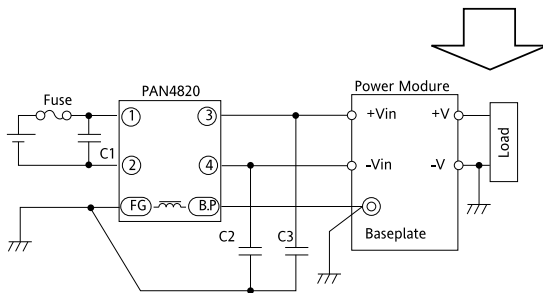 PAN4820
Power Modure
Fuse
1
3
+Vin
+V
C1
2
4
-Vin
-V
Load
FG
B.P
C2
C3
Baseplate